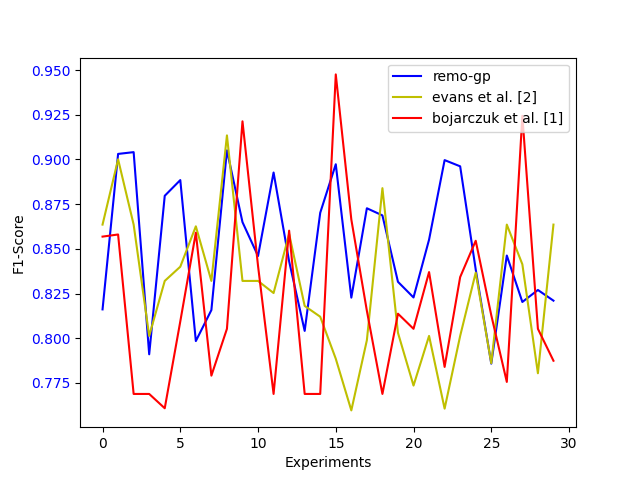 0.950
0.925
0.900
0.875
0.850
0.825
0.800
0.775
F1-Score
remo-gp
evans et al. [2]
bojarczuk et al. [1]
0 5 10 15 20 25 30
Experiments